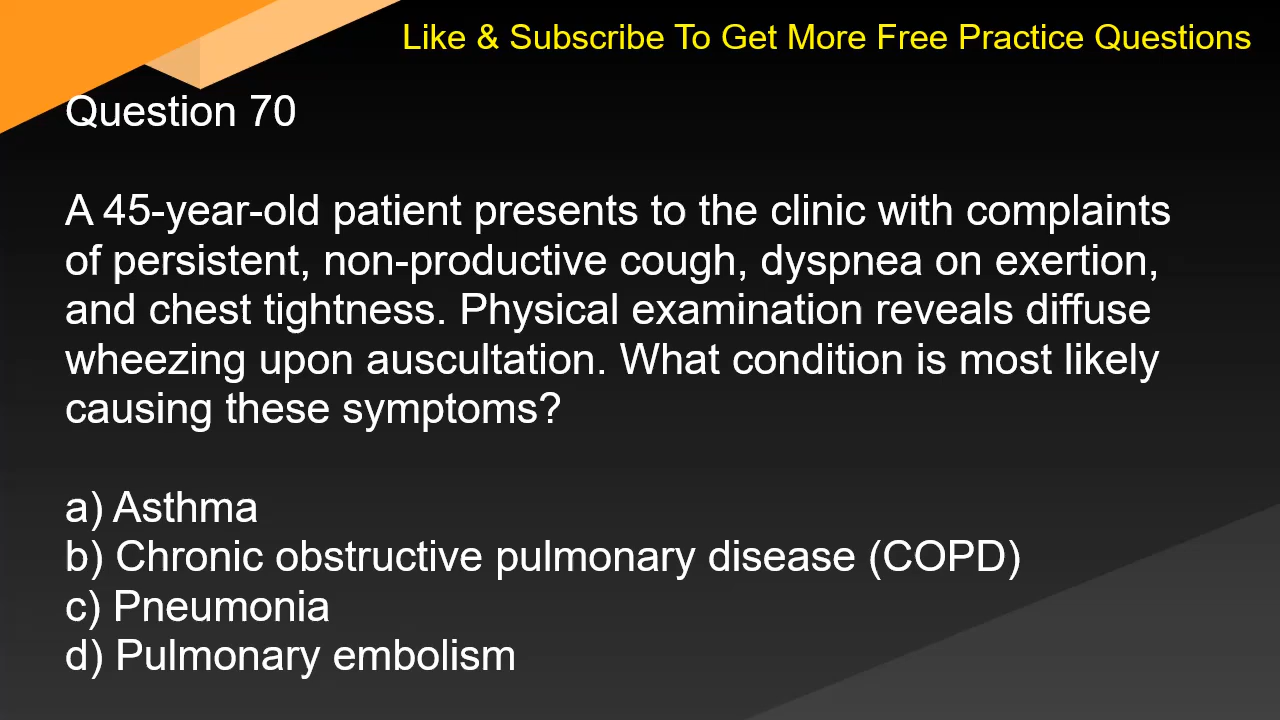 Like & Subscribe To Get More Free Practice Questions
Question 70
A 45-year-old patient presents to the clinic with complaints
of persistent, non-productive cough, dyspnea on exertion,
and chest tightness. Physical examination reveals diffuse
wheezing upon auscultation. What condition is most likely
causing these symptoms?
a) Asthma
b) Chronic obstructive pulmonary disease (COPD)
c) Pneumonia
d) Pulmonary embolism